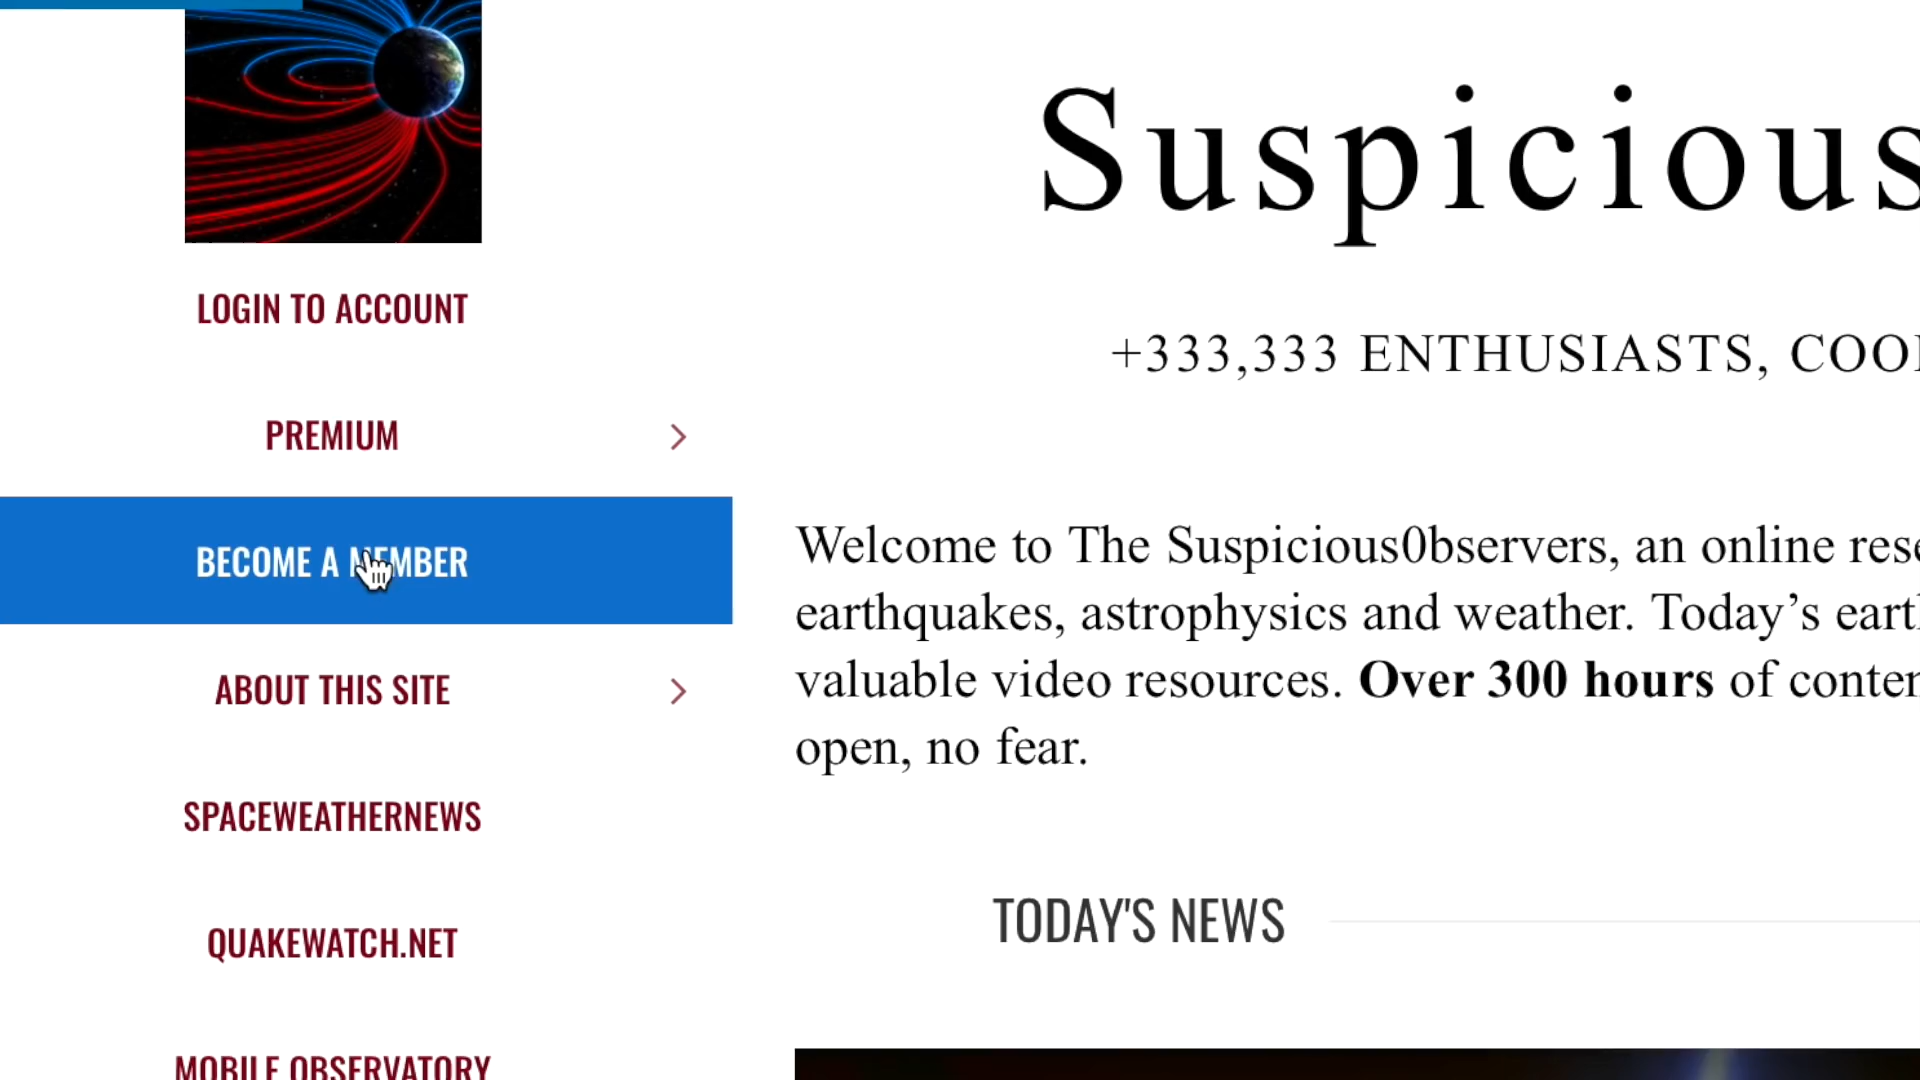 Suspicious
+333,333 ENTHUSIASTS,
LOGIN TO ACCOUNT
PREMIUM
BECOME A MEMBER
ABOUT THIS SITE
SPACEWEATHERNEWS
QUAKEWATCH.NET
MOBILE OBSERVATORY
Welcome to The Suspicious0bservers, an online
earthquakes, astrophysics and weather. Today’s
valuable video resources. Over 300 hours of
open, no fear.
TODAY'S NEWS